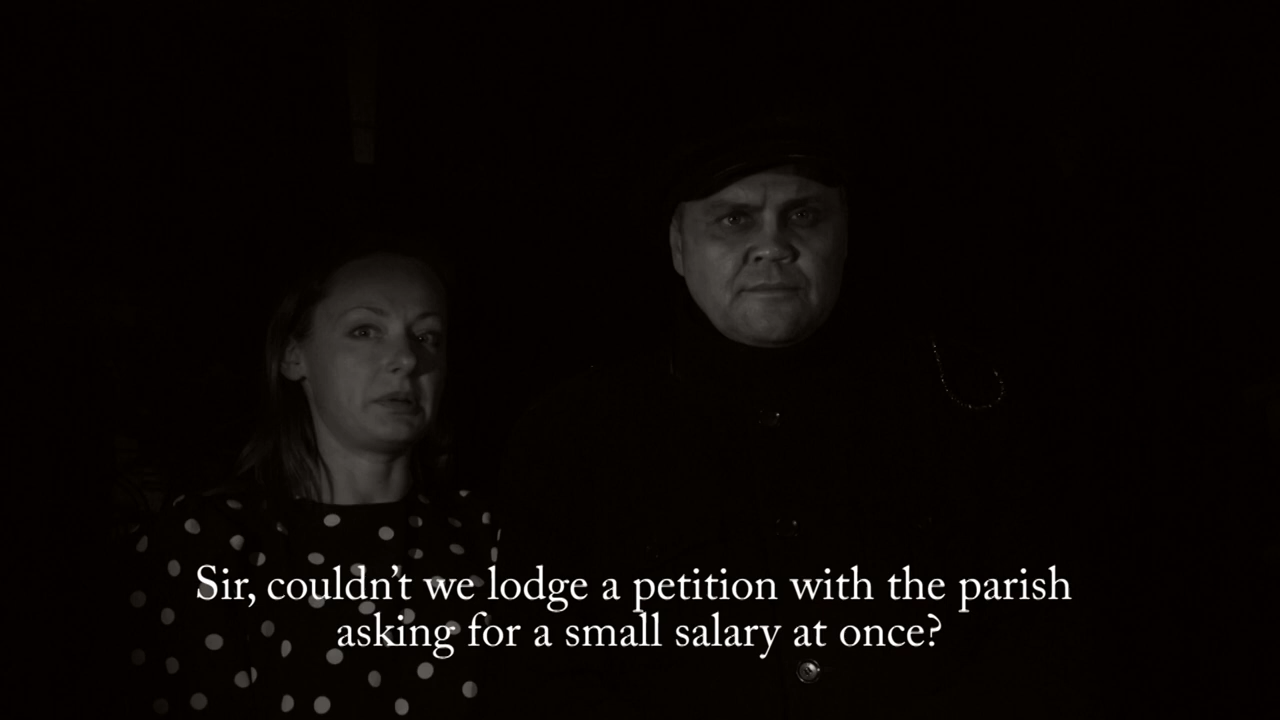 Sir, couldn't we lodge a petition with the parish
asking for a small salary at once?